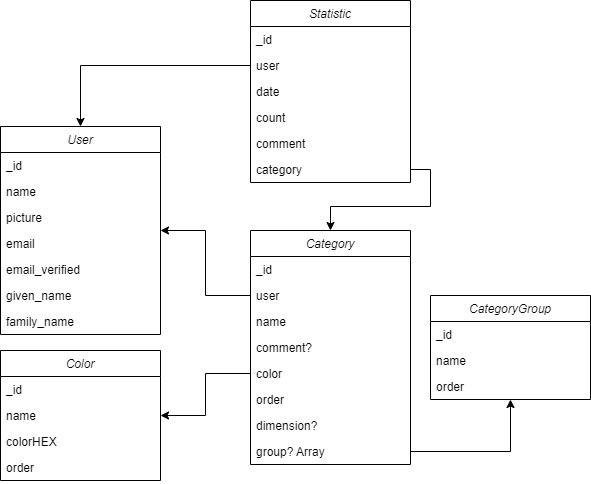 Statistic
_id
user
date
count
comment
category
User
_id
name
picture
email
email_verified
given_name
family_name
Category
_id
user
name
comment?
color
order
dimension?
group? Array
CategoryGroup
_id
name
order
Color
_id
name
colorHEX
order